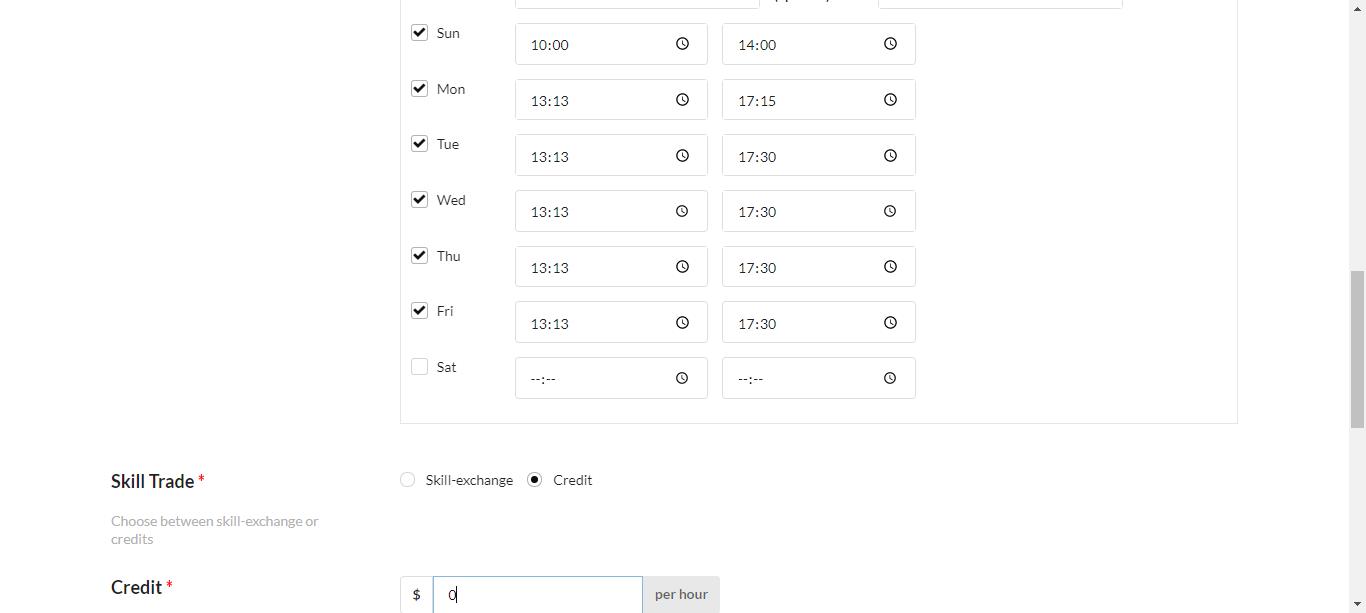 Sun 10:00 14:00
Mon 13:13 17:15
Tue 13:13 17:30
Wed 13:13 17:30
Thu 13:13 17:30
Fri 13:13 17:30
Sat --:-- --:--
Skill Trade * Skill-exchange Credit
Choose between skill-exchange or
credits
Credit * $ 0 per hour